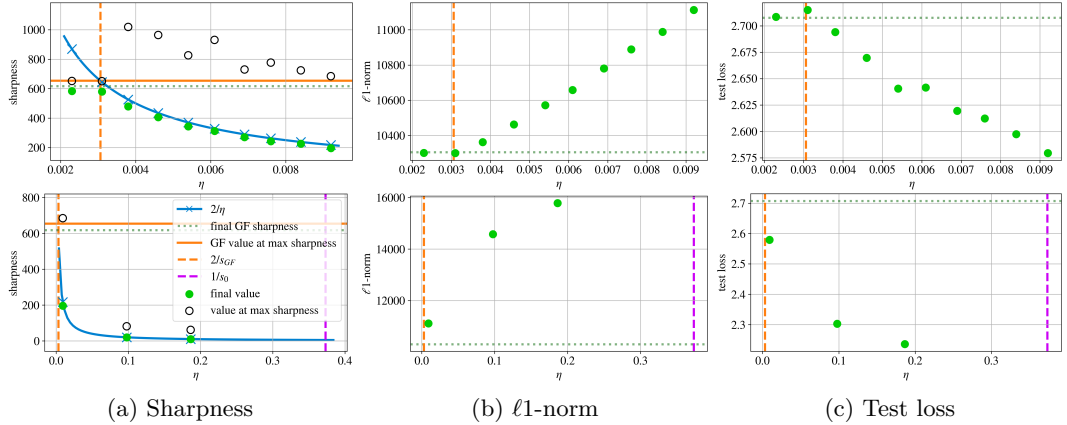 1000
800
600
400
200
sharpness
0.002
0.004
0.006
0.008
η
11000
10800
10600
10400
ℓ1-norm
0.002
0.003
0.004
0.005
0.006
0.007
0.008
0.009
η
2.700
2.675
2.650
2.625
2.600
2.575
test loss
0.002
0.003
0.004
0.005
0.006
0.007
0.008
0.009
η
800
600
400
200
0
sharpness
0.0
0.1
0.2
0.3
0.4
η
2/η
final GF sharpness
GF value at max sharpness
2/s_GF
1/s_0
final value
value at max sharpness
16000
14000
12000
ℓ1-norm
0.0
0.1
0.2
0.3
η
2.7
2.6
2.5
2.4
2.3
test loss
0.0
0.1
0.2
0.3
η
(a) Sharpness
(b) ℓ1-norm
(c) Test loss